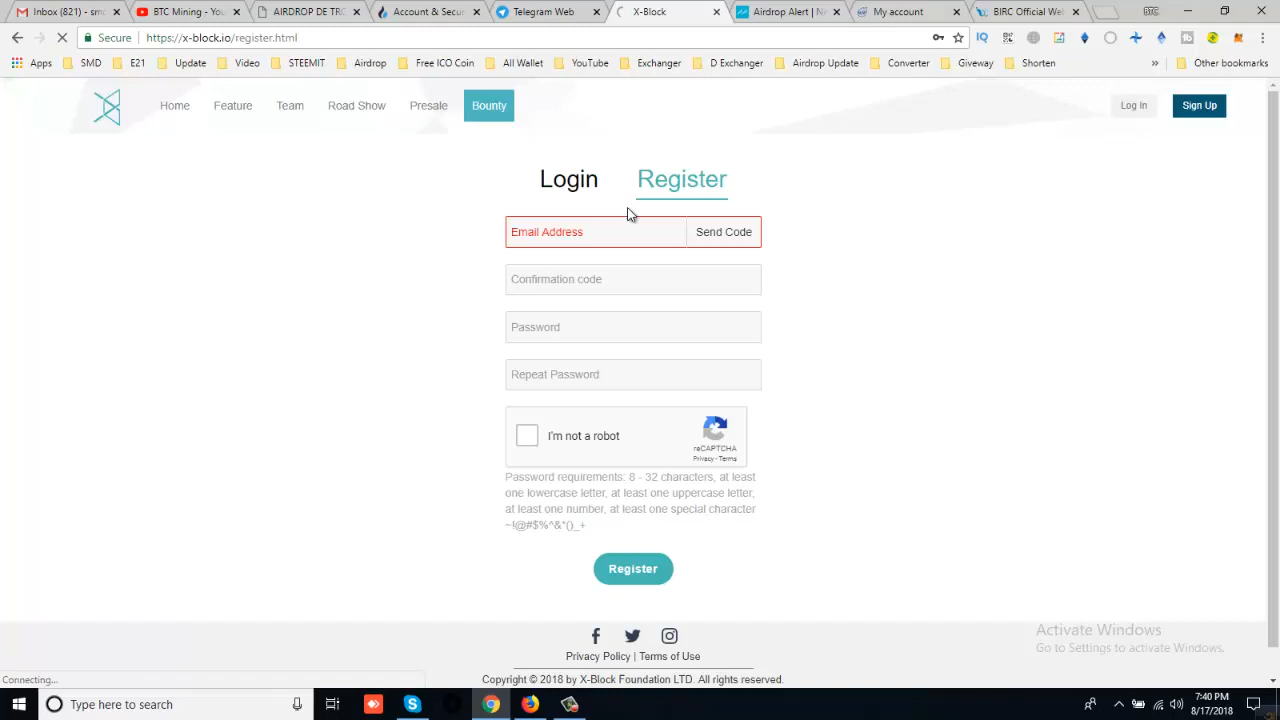 Inbox (821) - smc
BTC Mining - You
AIRDROP DE TRO
Account & Secur
Telegram Web
X-Block
Airdrop Alert | Ne
My account
BIRC Official Web
Secure
https://x-block.io/register.html
Apps
SMD
E21
Update
Video
STEEMIT
Airdrop
Free ICO Coin
All Wallet
YouTube
Exchanger
D Exchanger
Airdrop Update
Converter
Giveway
Shorten
»
Other bookmarks
Home
Feature
Team
Road Show
Presale
Bounty
Log In
Sign Up
Login
Register
Email Address
Send Code
Confirmation code
Password
Repeat Password
I'm not a robot
reCAPTCHA
Privacy - Terms
Password requirements: 8 - 32 characters, at least
one lowercase letter, at least one uppercase letter,
at least one number, at least one special character
~!@#$%^&*()_+
Register
Privacy Policy | Terms of Use
Copyright © 2018 by X-Block Foundation LTD. All rights reserved.
Activate Windows
Go to Settings to activate Windows.
Connecting...
Type here to search
7:40 PM
8/17/2018